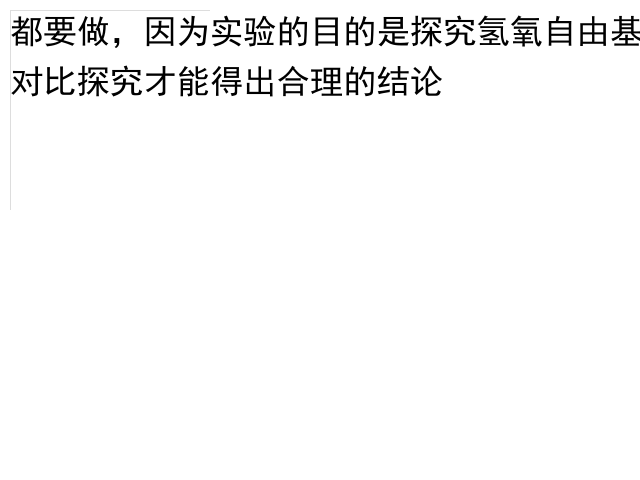 都要做，因为实验的目的是探究氢氧自由基
对比探究才能得出合理的结论